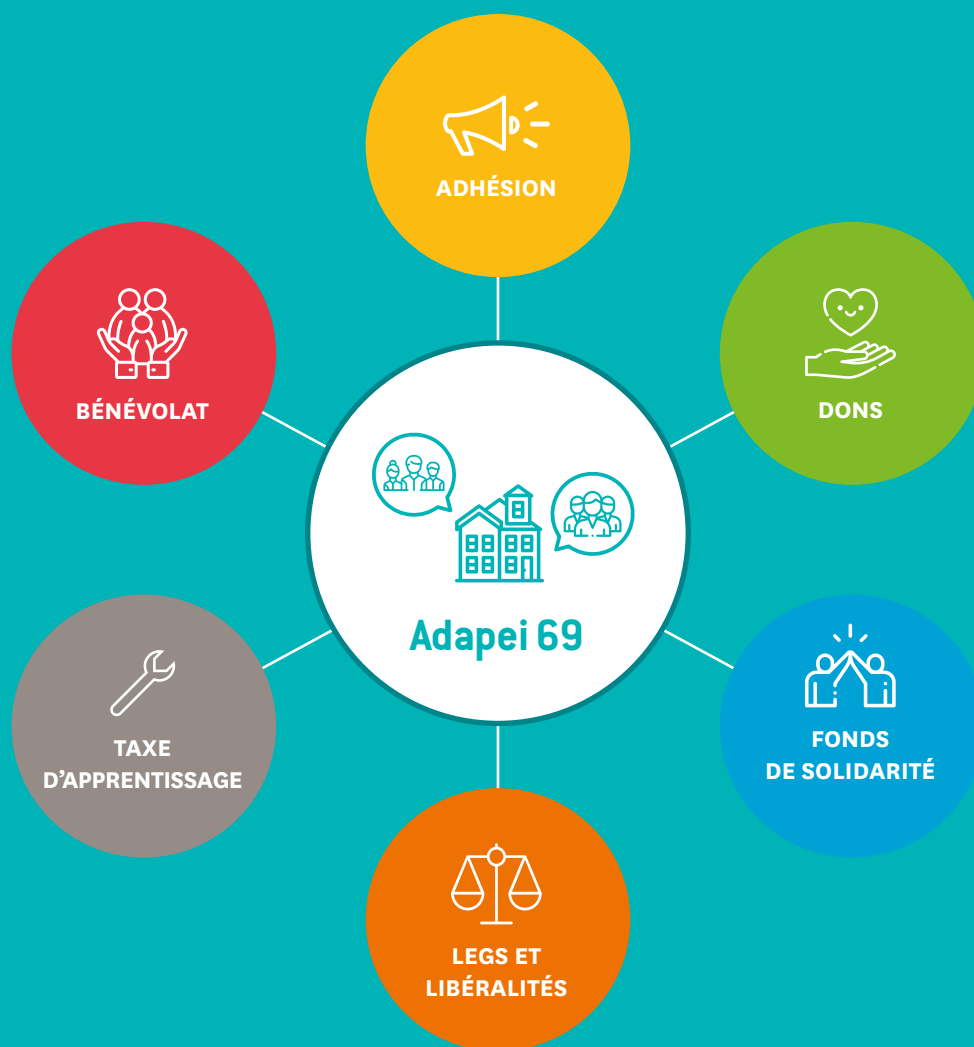 ADHÉSION
BÉNÉVOLAT
DONS
Adapei 69
TAXE
D'APPRENTISSAGE
FONDS
DE SOLIDARITÉ
LEGS ET
LIBÉRALITÉS